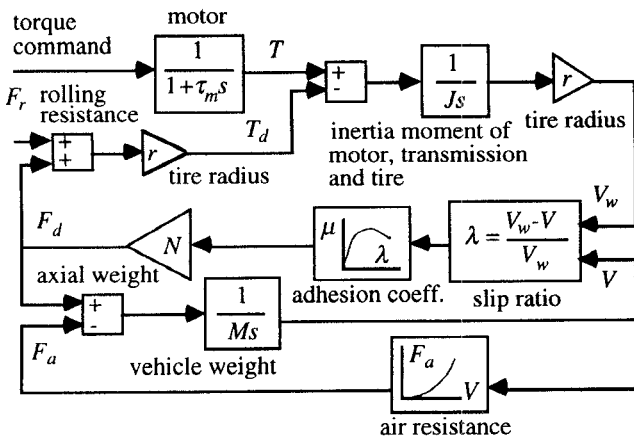 torque command
motor
1 / 1+τ_m s
T
+
-
1 / Js
r
tire radius
F_r
rolling resistance
+
+
r
tire radius
T_d
inertia moment of
motor, transmission
and tire
F_d
N
axial weight
μ
λ
adhesion coeff.
λ = V_w - V / V_w
slip ratio
V_w
V
+
-
F_a
1 / Ms
vehicle weight
F_a
V
air resistance